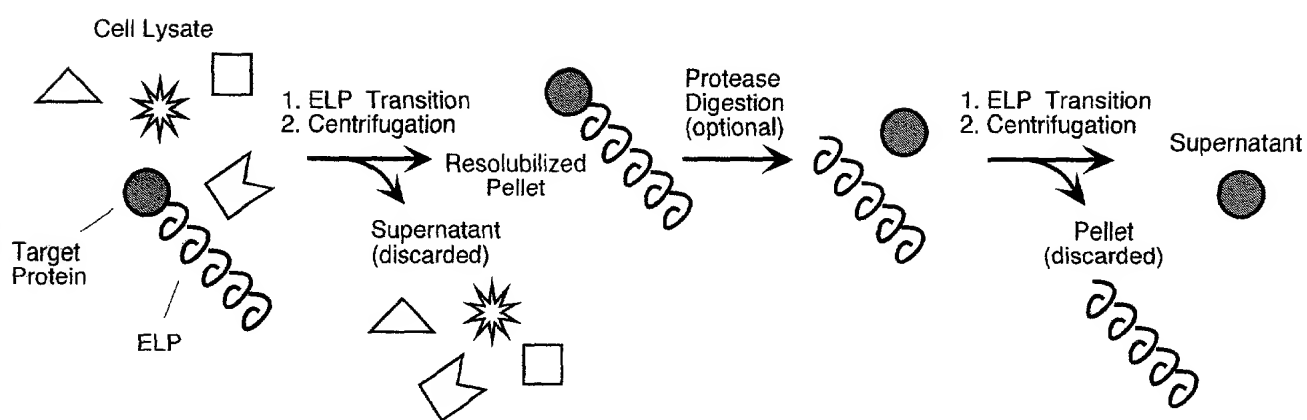 Cell Lysate
Target
Protein
ELP
1. ELP Transition
2. Centrifugation
Resolubilized
Pellet
Supernatant
(discarded)
Protease
Digestion
(optional)
1. ELP Transition
2. Centrifugation
Pellet
(discarded)
Supernatant